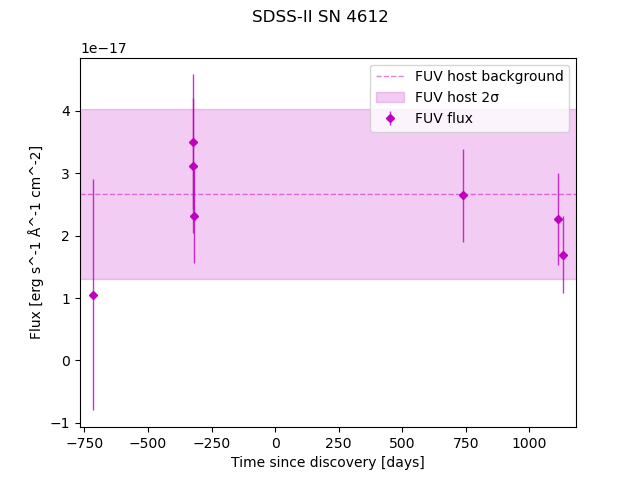 SDSS-II SN 4612
1e−17
FUV host background
FUV host 2σ
FUV flux
4
3
2
1
0
−1
Flux [erg s^-1 Å^-1 cm^-2]
−750 −500 −250 0 250 500 750 1000
Time since discovery [days]